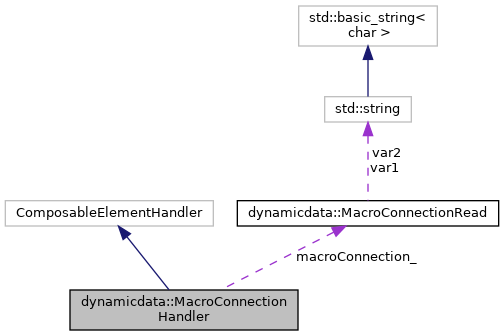 std::basic_string<
char >
std::string
var2
var1
ComposableElementHandler
dynamicdata::MacroConnectionRead
macroConnection_
dynamicdata::MacroConnection
Handler